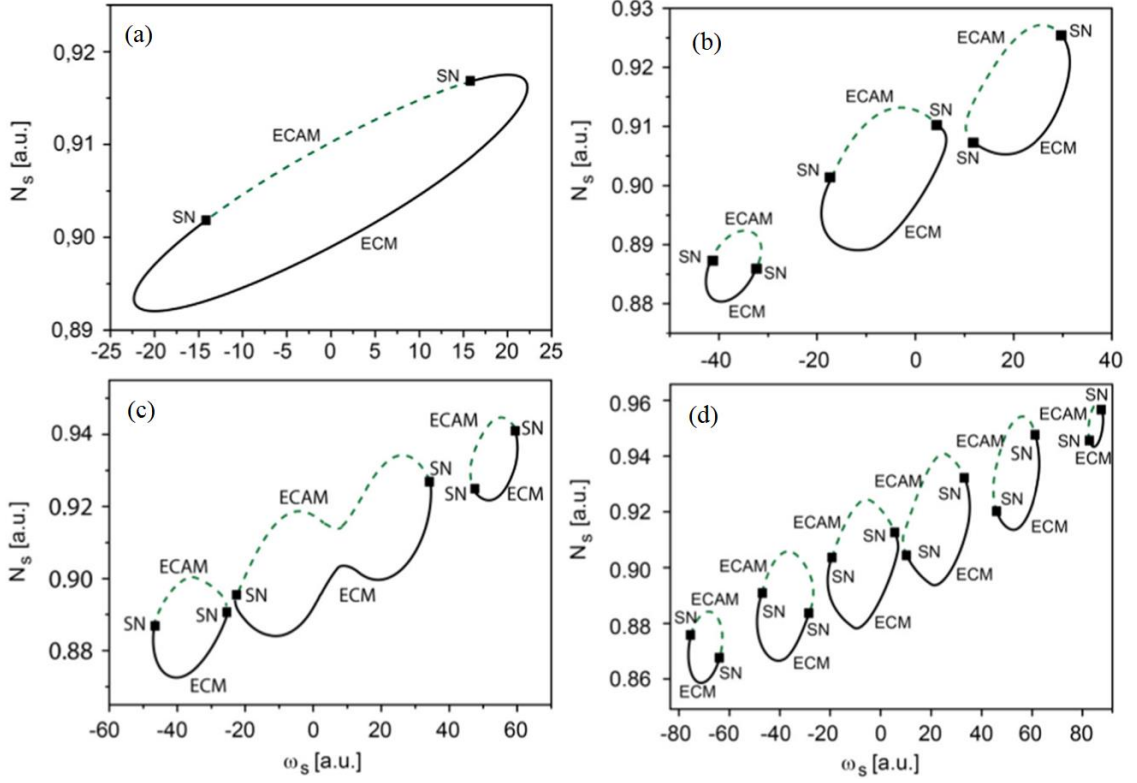 (a)
0,92
0,91
0,90
0,89
N_s [a.u.]
SN
ECAM
SN
ECM
-25 -20 -15 -10 -5 0 5 10 15 20 25
(b)
0.93
0.92
0.91
0.90
0.89
0.88
N_s [a.u.]
ECAM
SN
ECAM
SN
SN
ECM
SN
ECAM
ECM
SN
SN
ECM
-40 -20 0 20 40
(c)
0.94
0.92
0.90
0.88
N_s [a.u.]
ECAM
SN
SN
ECAM
SN
ECM
ECAM
SN
ECM
SN
SN
ECM
-60 -40 -20 0 20 40 60
ω_s [a.u.]
(d)
0.96
0.94
0.92
0.90
0.88
0.86
N_s [a.u.]
SN
ECAM
SN
ECM
ECAM
SN
ECAM
SN
SN
ECM
ECAM
SN
SN
ECM
ECAM
SN
SN
ECM
SN
ECAM
SN
ECM
SN
ECM
-80 -60 -40 -20 0 20 40 60 80
ω_s [a.u.]